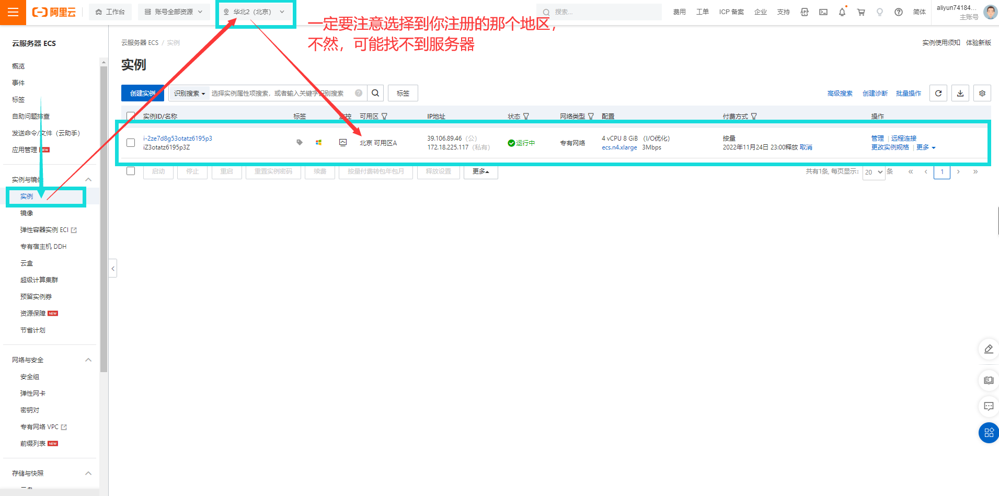 阿里云
工作台
账号全部资源
华北2（北京）
搜索...
费用
工单
ICP 备案
企业
支持
简体
aliyun74184...
主账号
一定要注意选择到你注册的那个地区，
不然，可能找不到服务器
云服务器 ECS
概览
事件
标签
自助问题排查
发送命令/文件（云助手）
应用管理
实例与镜像
实例
镜像
弹性容器实例 ECI
专有宿主机 DDH
云盒
超级计算集群
预留实例券
资源保障 NEW
节省计划
网络与安全
安全组
弹性网卡
密钥对
专有网络 VPC
前缀列表 NEW
存储与快照
云服务器 ECS / 实例
实例使用须知 体验新版
实例
创建实例
识别搜索
选择实例属性项搜索，或者输入关键字识别搜索
标签
高级搜索 创建诊断 批量操作
实例ID/名称 标签 监控 可用区 IP地址 状态 网络类型 配置 付费方式 操作
i-2ze7d8g53otatz6195p3
iZ3otatz6195p3Z
北京 可用区A
39.106.89.46（公）
172.18.225.117（私有）
运行中
专有网络
4 vCPU 8 GiB （I/O优化）
ecs.n4.xlarge 3Mbps
按量
2022年11月24日 23:00释放 取消
管理 | 远程连接
更改实例规格 | 更多
启动 停止 重启 重置实例密码 续费 按量付费转包年包月 释放设置 更多
共有1条, 每页显示: 20 条 « ‹ 1 › »